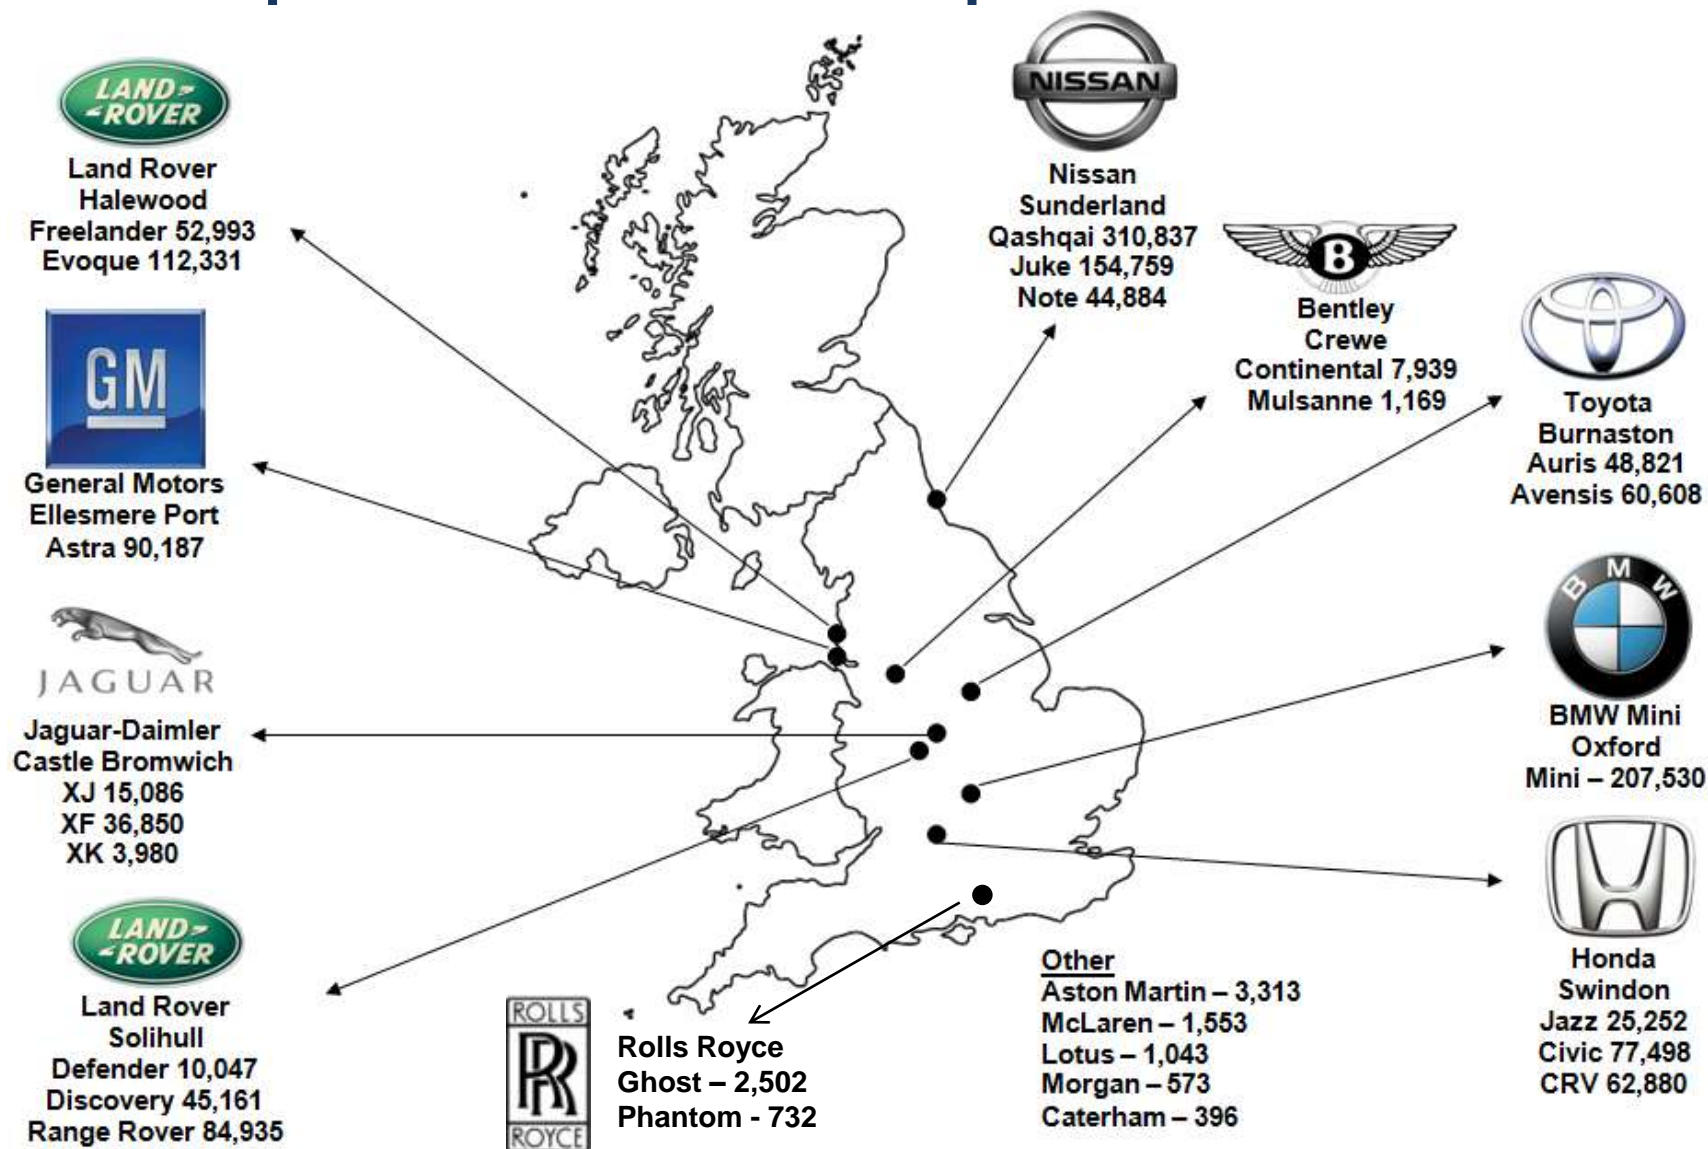 LAND
ROVER
Land Rover
Halewood
Freelander 52,993
Evoque 112,331
GM
General Motors
Ellesmere Port
Astra 90,187
JAGUAR
Jaguar-Daimler
Castle Bromwich
XJ 15,086
XF 36,850
XK 3,980
LAND
ROVER
Land Rover
Solihull
Defender 10,047
Discovery 45,161
Range Rover 84,935
ROLLS
RR
ROYCE
Rolls Royce
Ghost – 2,502
Phantom - 732
NISSAN
Nissan
Sunderland
Qashqai 310,837
Juke 154,759
Note 44,884
B
Bentley
Crewe
Continental 7,939
Mulsanne 1,169
Toyota
Burnaston
Auris 48,821
Avensis 60,608
BMW
BMW Mini
Oxford
Mini – 207,530
Honda
Swindon
Jazz 25,252
Civic 77,498
CRV 62,880
Other
Aston Martin – 3,313
McLaren – 1,553
Lotus – 1,043
Morgan – 573
Caterham – 396